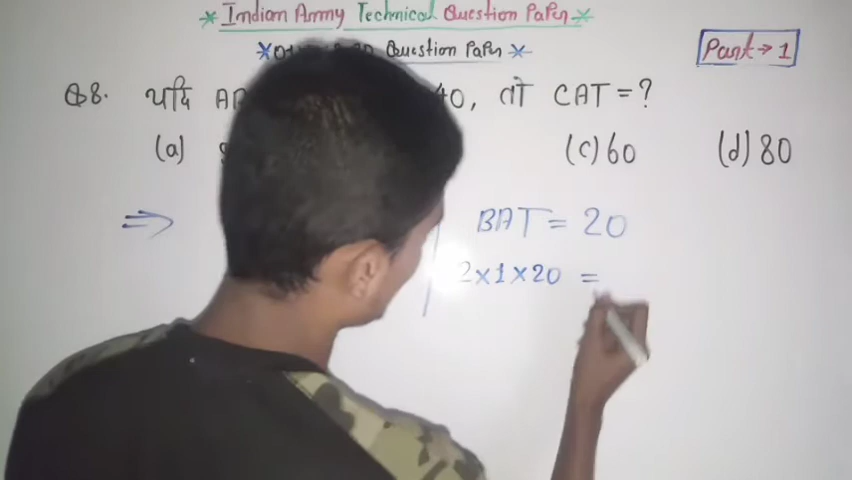 Indian Army Technical Question Paper
Question Paper
Part → 1
Q8. यदि 40, तो CAT = ?
(a) (c) 60 (d) 80
⇒ BAT = 20
2×1×20 =